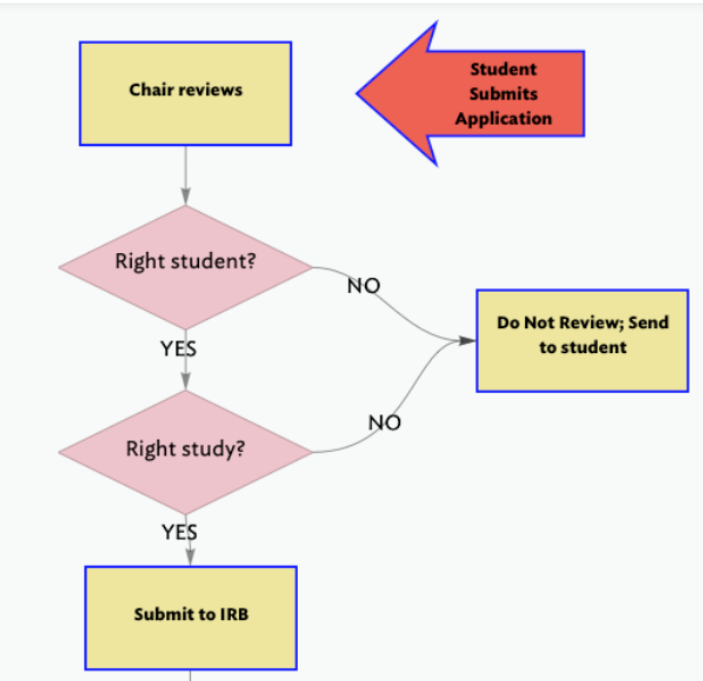 Chair reviews
Student
Submits
Application
Right student?
NO
Do Not Review; Send
to student
YES
NO
Right study?
YES
Submit to IRB